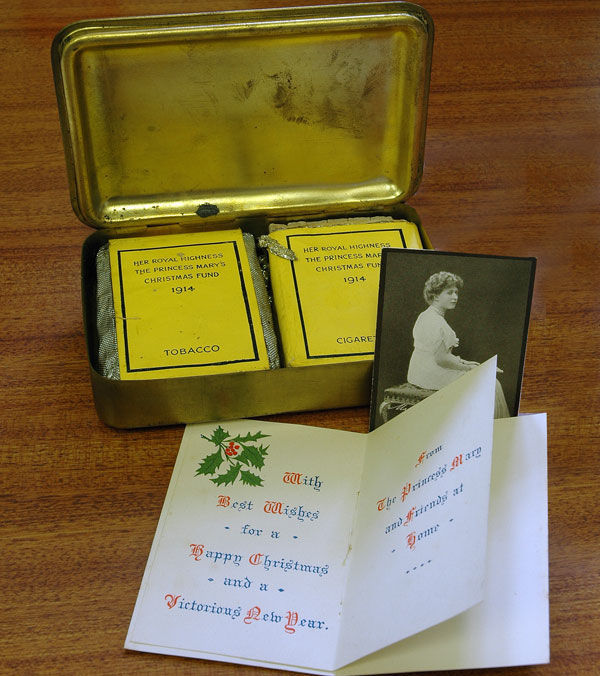 HER ROYAL HIGHNESS
THE PRINCESS MARY'S
CHRISTMAS FUND
1914
TOBACCO
HER ROYAL HIGHNESS
THE PRINCESS MARY'S
CHRISTMAS FUND
1914
With
Best Wishes
for a
Happy Christmas
and a
Victorious New Year.
From
The Princess Mary
and Friends at
Home